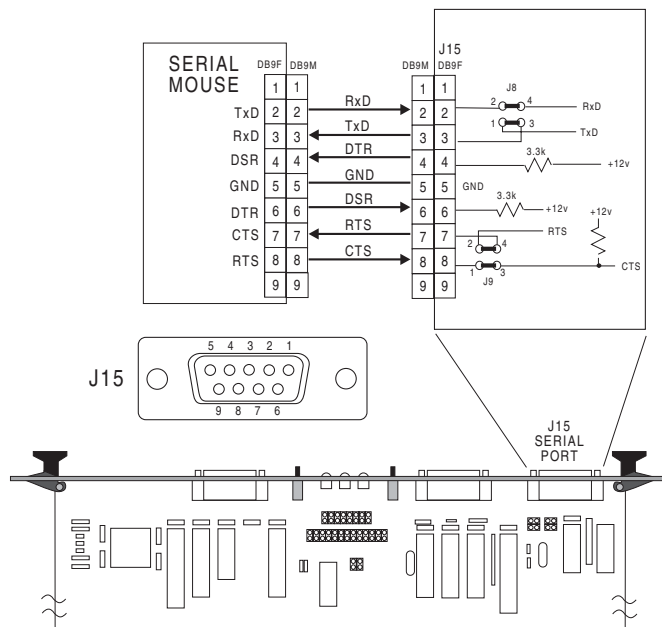 SERIAL
MOUSE
DB9F DB9M
1 1
TxD 2 2
RxD 3 3
DSR 4 4
GND 5 5
DTR 6 6
CTS 7 7
RTS 8 8
9 9
RxD
TxD
DTR
GND
DSR
RTS
CTS
J15
DB9M DB9F
1 1
2 2
3 3
4 4
5 5
6 6
7 7
8 8
9 9
J8
2 4 RxD
1 3 TxD
3.3k
+12v
GND
3.3k
+12v
+12v
RTS
2 4
1 3 CTS
J9
J15
5 4 3 2 1
9 8 7 6
J15
SERIAL
PORT